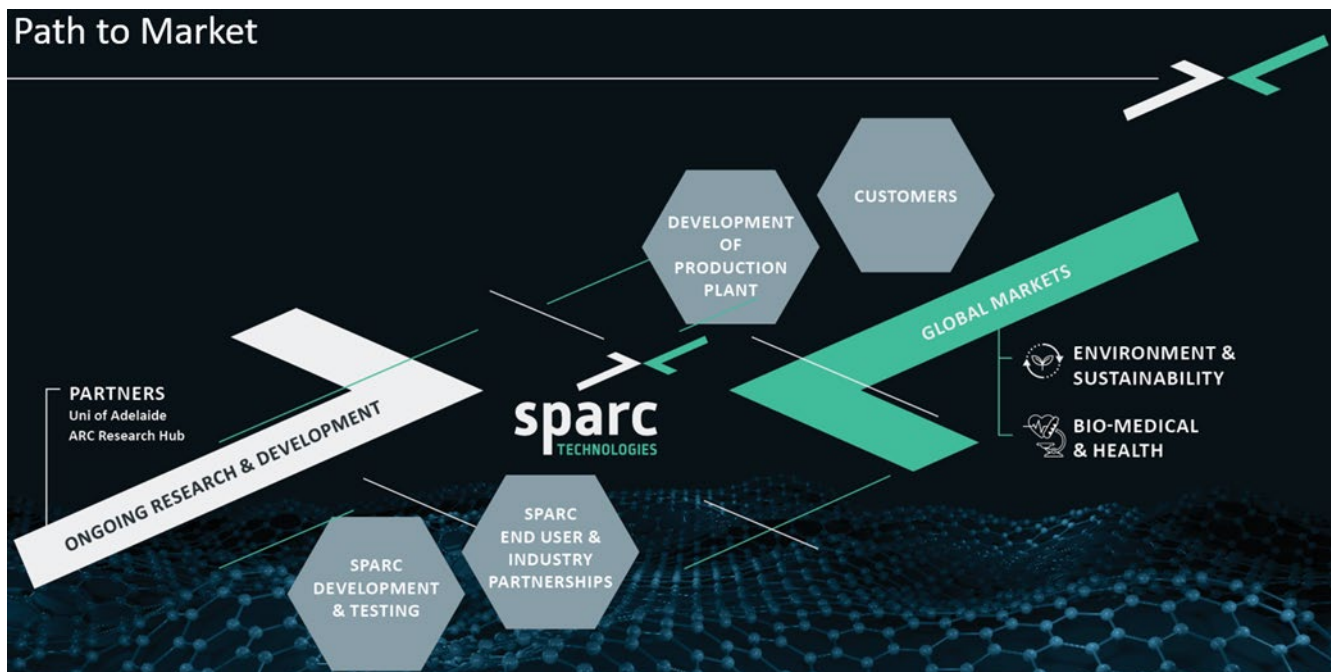 Path to Market
CUSTOMERS
DEVELOPMENT
OF
PRODUCTION
PLANT
GLOBAL MARKETS
ENVIRONMENT &
SUSTAINABILITY
BIO-MEDICAL
& HEALTH
PARTNERS
Uni of Adelaide
ARC Research Hub
ONGOING RESEARCH & DEVELOPMENT
sparc
TECHNOLOGIES
SPARC
END USER &
INDUSTRY
PARTNERSHIPS
SPARC
DEVELOPMENT
& TESTING